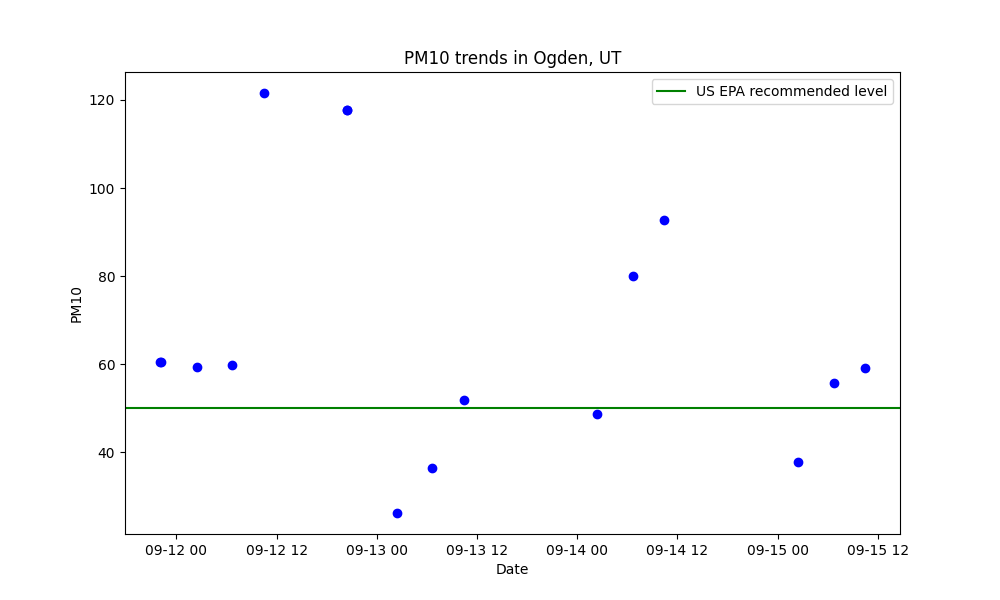 PM10 trends in Ogden, UT
US EPA recommended level
120
100
80
60
40
PM10
09-12 00 09-12 12 09-13 00 09-13 12 09-14 00 09-14 12 09-15 00 09-15 12
Date